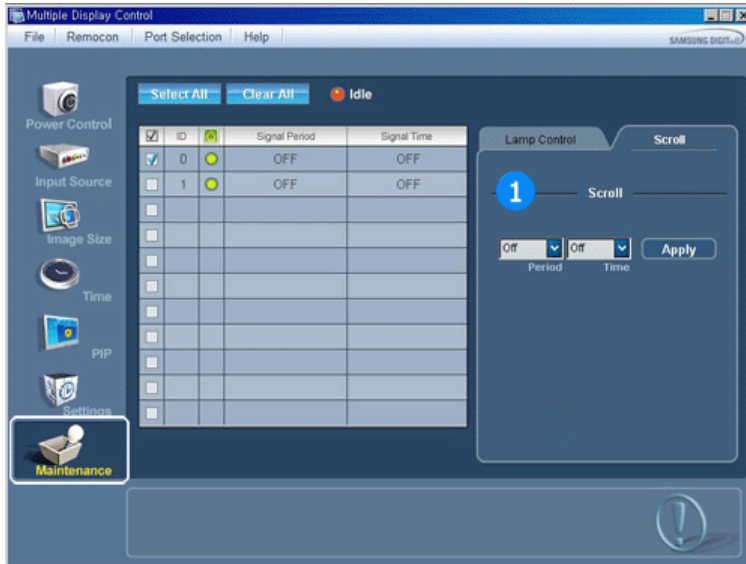 Multiple Display Control
File Remocon Port Selection Help
SAMSUNG DIGITall
Select All Clear All Idle
Power Control
Input Source
Image Size
Time
PIP
Settings
Maintenance
ID Signal Period Signal Time
0 OFF OFF
1 OFF OFF
Lamp Control Scroll
1 Scroll
Off Off Apply
Period Time